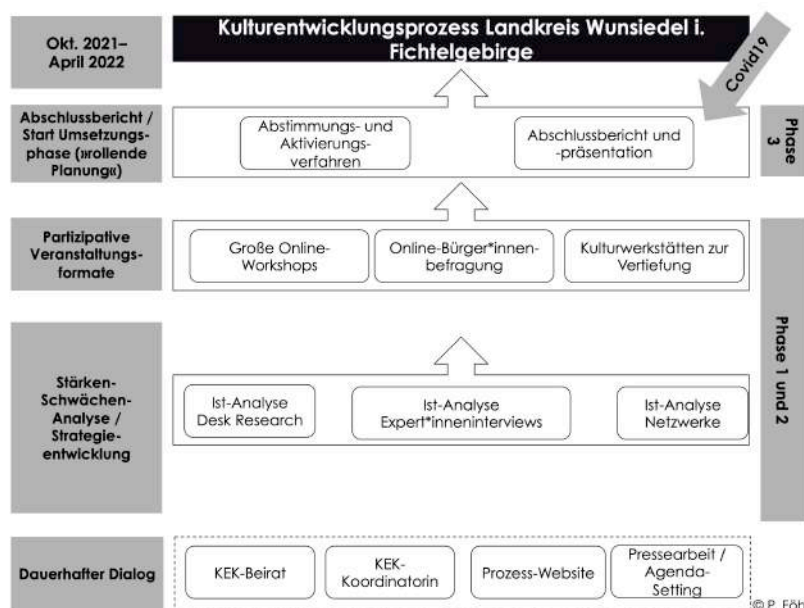 Okt. 2021–
April 2022
Kulturentwicklungsprozess Landkreis Wunsiedel i.
Fichtelgebirge
Covid19
Abschlussbericht /
Start Umsetzungs-
phase (»rollende
Planung«)
Abstimmungs- und
Aktivierungs-
verfahren
Abschlussbericht und
-präsentation
Phase
3
Partizipative
Veranstaltungs-
formate
Große Online-
Workshops
Online-Bürger*innen-
befragung
Kulturwerkstätten zur
Vertiefung
Phase 1 und 2
Stärken-
Schwächen-
Analyse /
Strategie-
entwicklung
Ist-Analyse
Desk Research
Ist-Analyse
Expert*inneninterviews
Ist-Analyse
Netzwerke
Dauerhafter Dialog
KEK-Beirat
KEK-
Koordinatorin
Prozess-Website
Pressearbeit /
Agenda-
Setting
© P. Föh